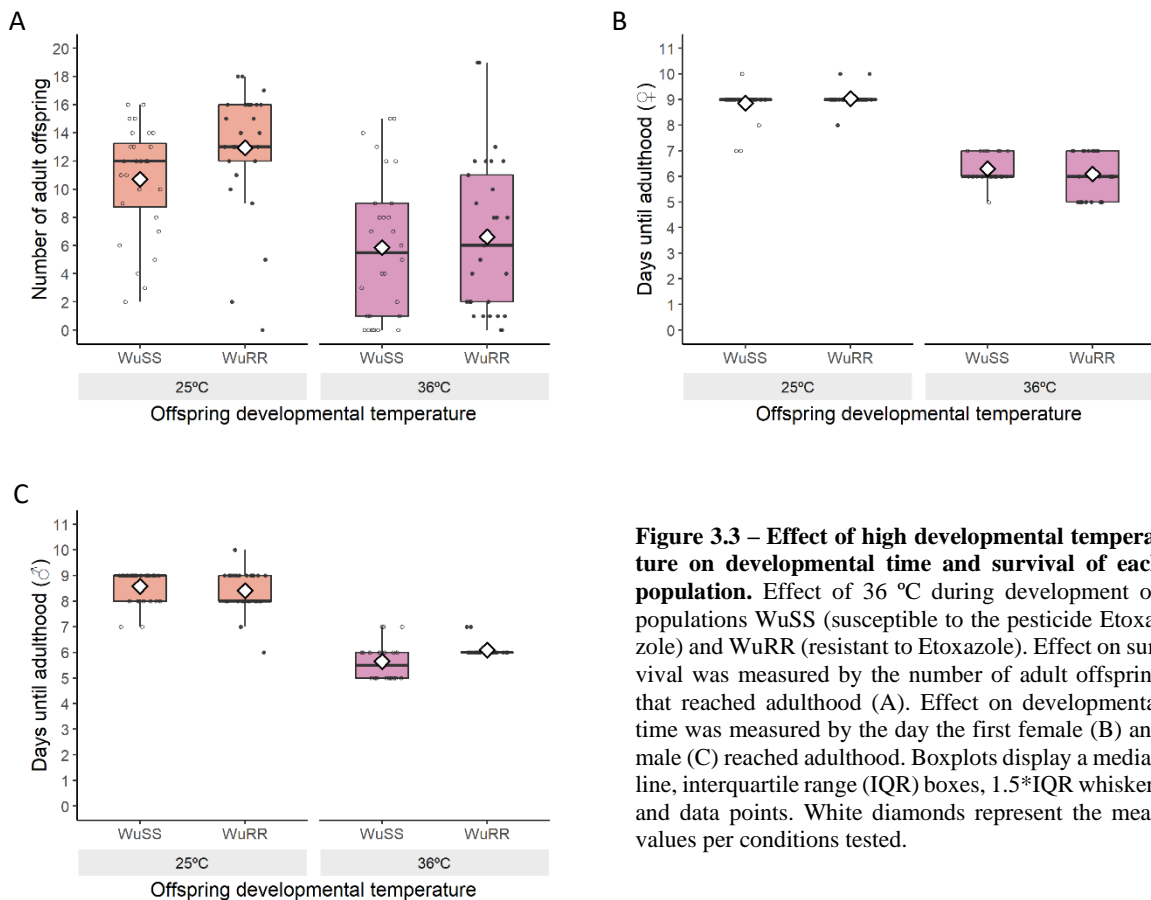 A
Number of adult offspring
20
18
16
14
12
10
8
6
4
2
0
WuSS WuRR WuSS WuRR
25ºC 36ºC
Offspring developmental temperature
B
Days until adulthood (♀)
11
10
9
8
7
6
5
4
3
2
1
0
WuSS WuRR WuSS WuRR
25ºC 36ºC
Offspring developmental temperature
C
Days until adulthood (♂)
11
10
9
8
7
6
5
4
3
2
1
0
WuSS WuRR WuSS WuRR
25ºC 36ºC
Offspring developmental temperature
Figure 3.3 – Effect of high developmental tempera
ture on developmental time and survival of each
population. Effect of 36 ºC during development o
populations WuSS (susceptible to the pesticide Etoxa
zole) and WuRR (resistant to Etoxazole). Effect on sur
vival was measured by the number of adult offsprin
that reached adulthood (A). Effect on developmenta
time was measured by the day the first female (B) an
male (C) reached adulthood. Boxplots display a media
line, interquartile range (IQR) boxes, 1.5*IQR whisker
and data points. White diamonds represent the mea
values per conditions tested.